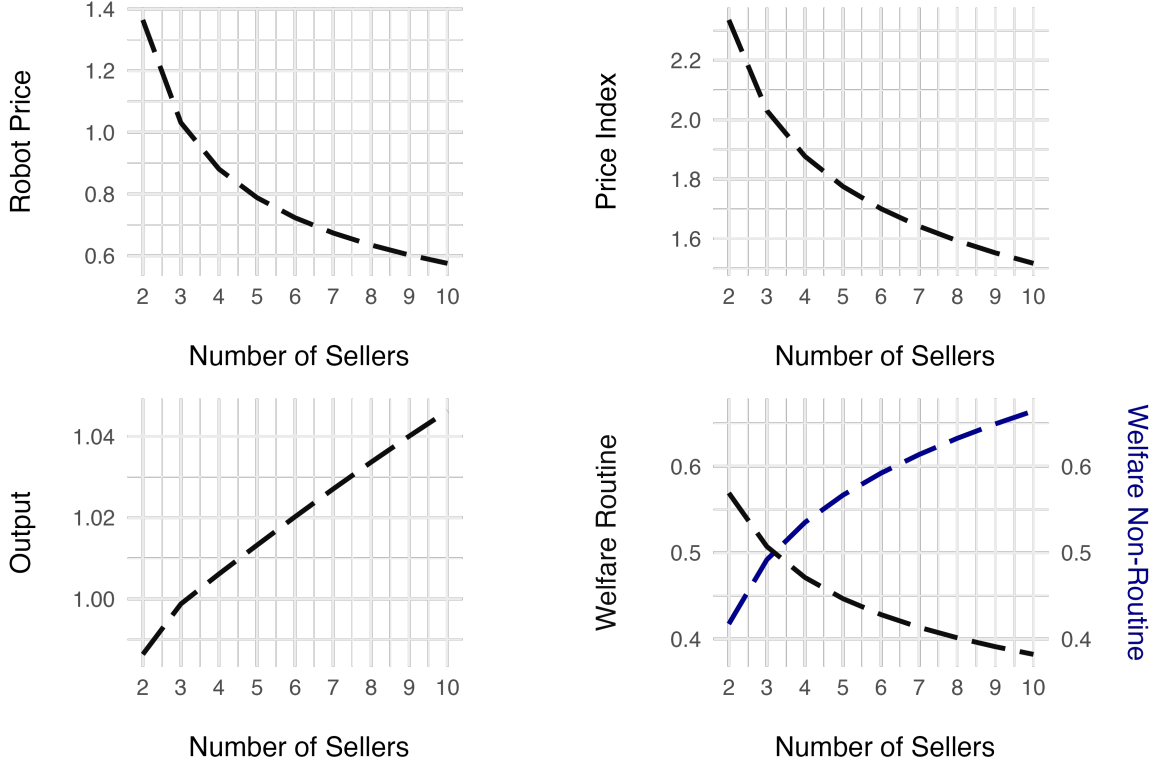 Robot Price
1.4
1.2
1.0
0.8
0.6
2 3 4 5 6 7 8 9 10
Number of Sellers
Price Index
2.2
2.0
1.8
1.6
2 3 4 5 6 7 8 9 10
Number of Sellers
Output
1.04
1.02
1.00
2 3 4 5 6 7 8 9 10
Number of Sellers
Welfare Routine
0.6
0.5
0.4
2 3 4 5 6 7 8 9 10
Number of Sellers
0.6
0.5
0.4
Welfare Non-Routine